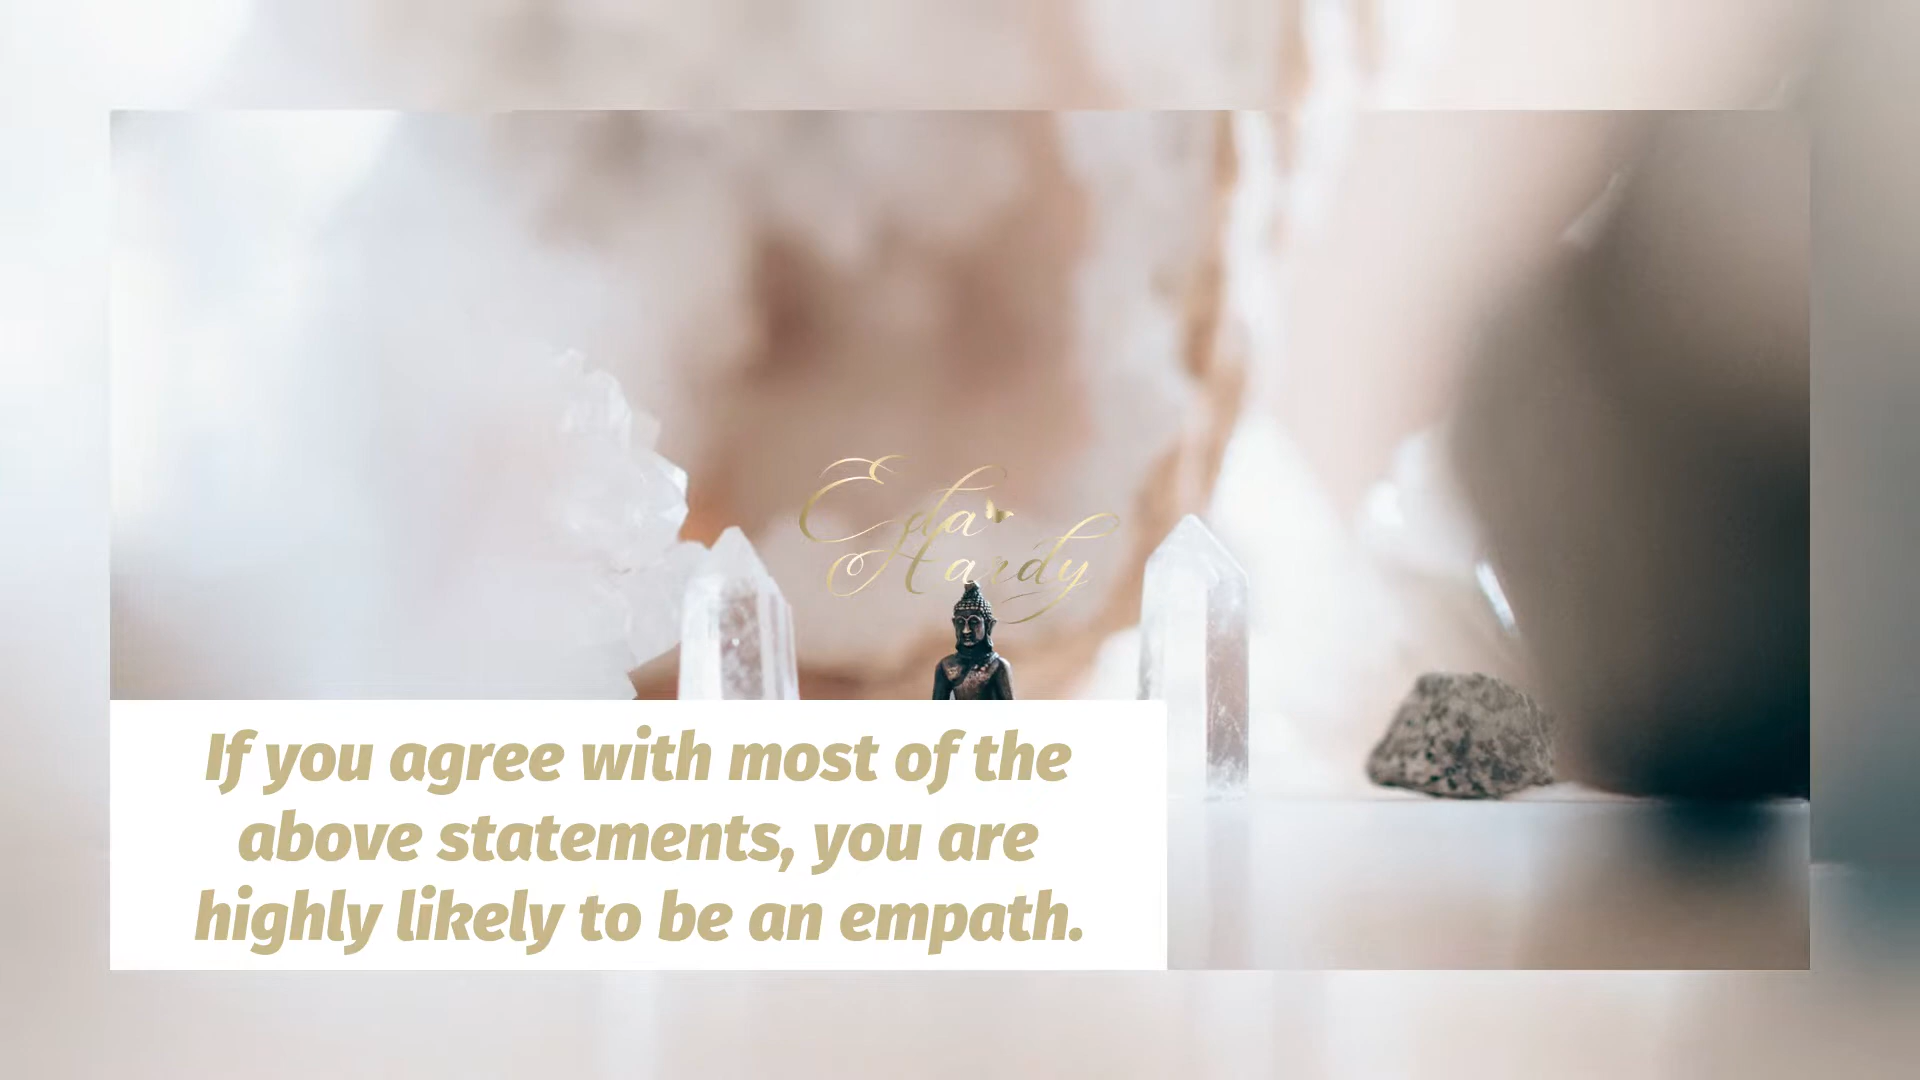 Eda
Hardy
If you agree with most of the
above statements, you are
highly likely to be an empath.